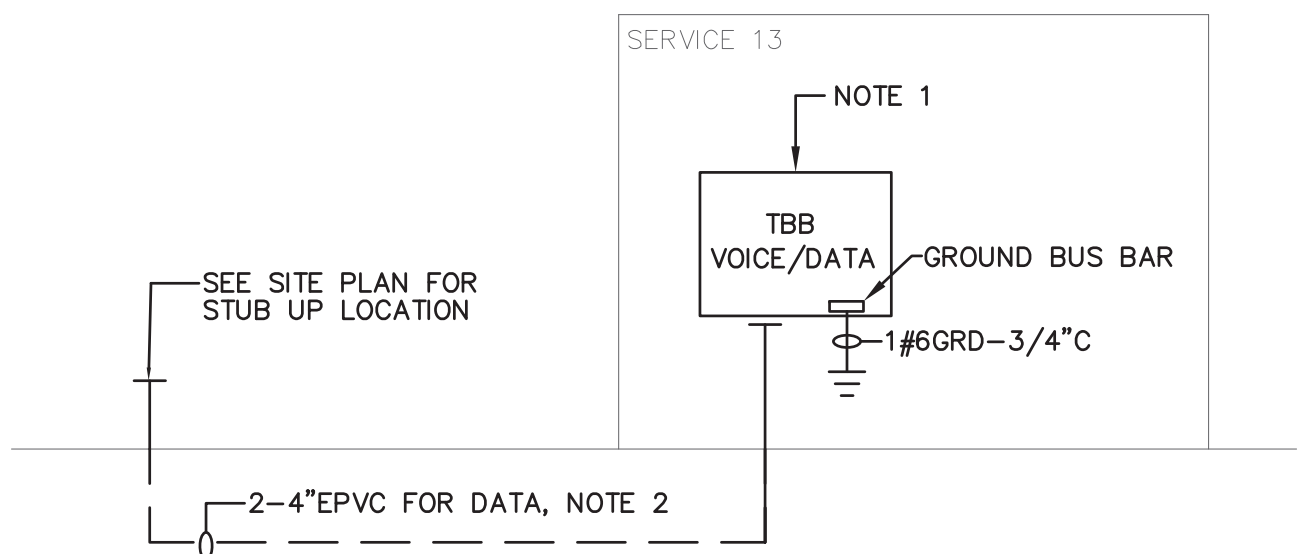 SERVICE 13
NOTE 1
TBB
VOICE/DATA
GROUND BUS BAR
SEE SITE PLAN FOR
STUB UP LOCATION
1#6GRD-3/4"C
2-4"EPVC FOR DATA, NOTE 2